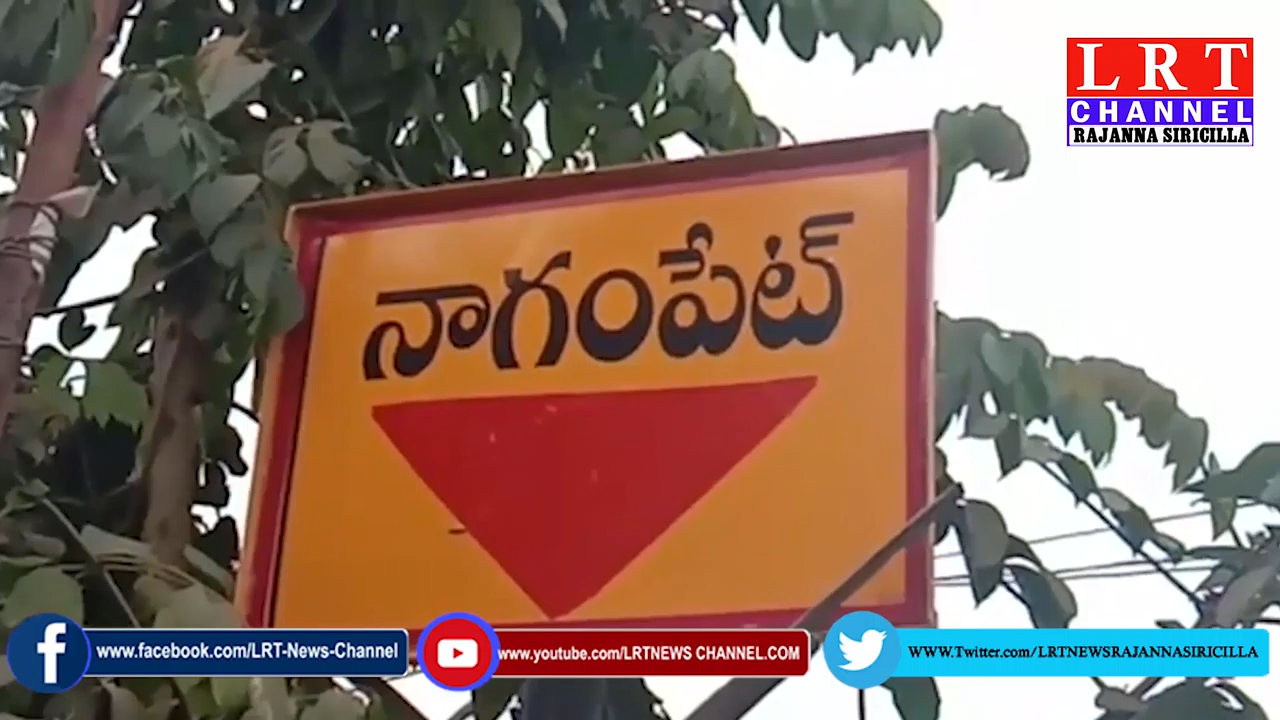 L R T
CHANNEL
RAJANNA SIRICILLA
నాగంపేట్
www.facebook.com/LRT-News-Channel
www.youtube.com/LRTNEWS CHANNEL.COM
www.Twitter.com/LRTNEWSRAJANNASIRICILLA